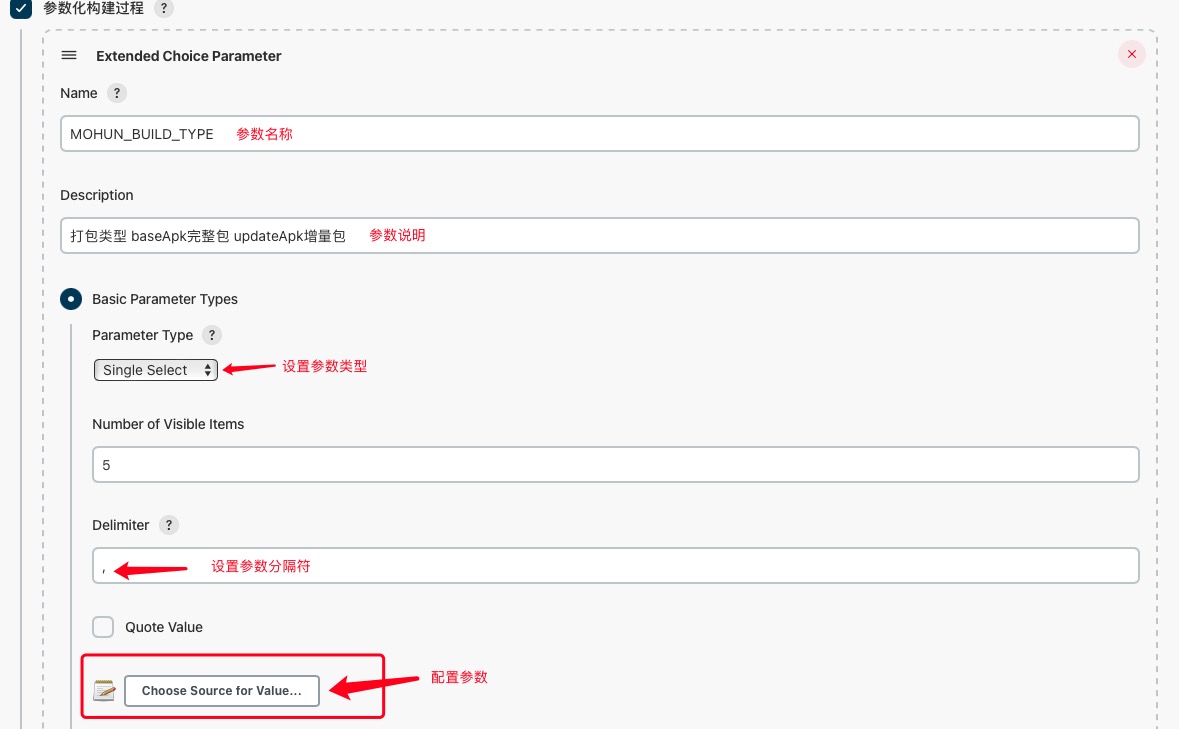 参数化构建过程 ?
Extended Choice Parameter
Name ?
MOHUN_BUILD_TYPE 参数名称
Description
打包类型 baseApk完整包 updateApk增量包 参数说明
Basic Parameter Types
Parameter Type ?
Single Select 设置参数类型
Number of Visible Items
5
Delimiter ?
, 设置参数分隔符
Quote Value
Choose Source for Value... 配置参数